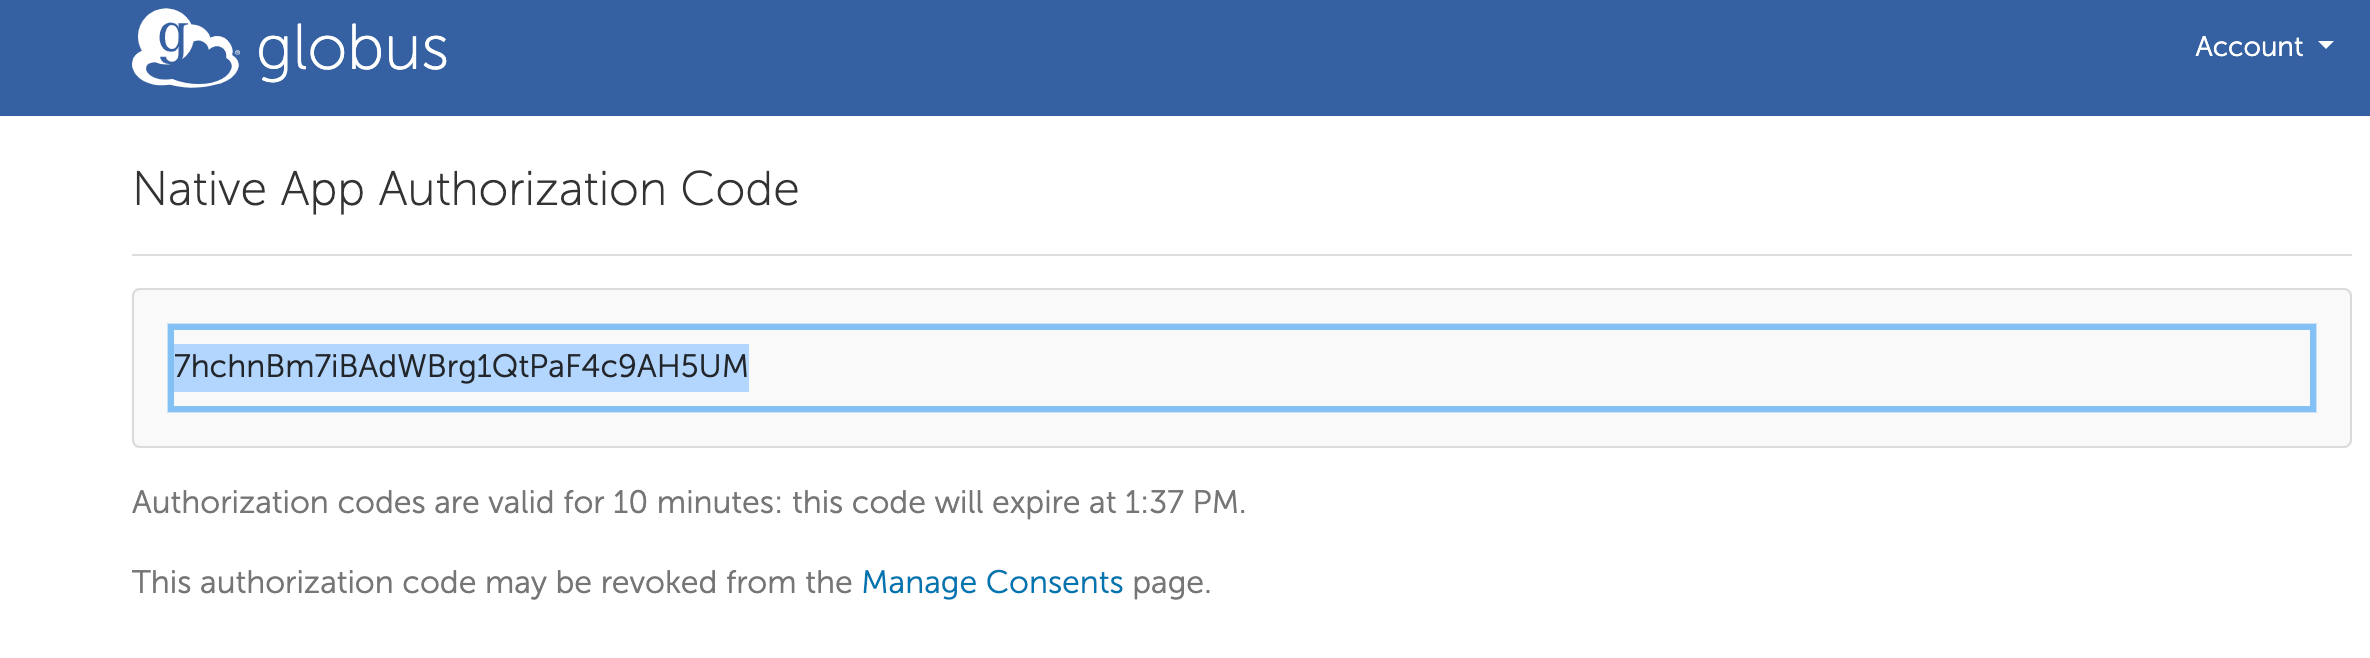 globus
Account
Native App Authorization Code
7hchnBm7iBAdWBrg1QtPaF4c9AH5UM
Authorization codes are valid for 10 minutes: this code will expire at 1:37 PM.
This authorization code may be revoked from the Manage Consents page.